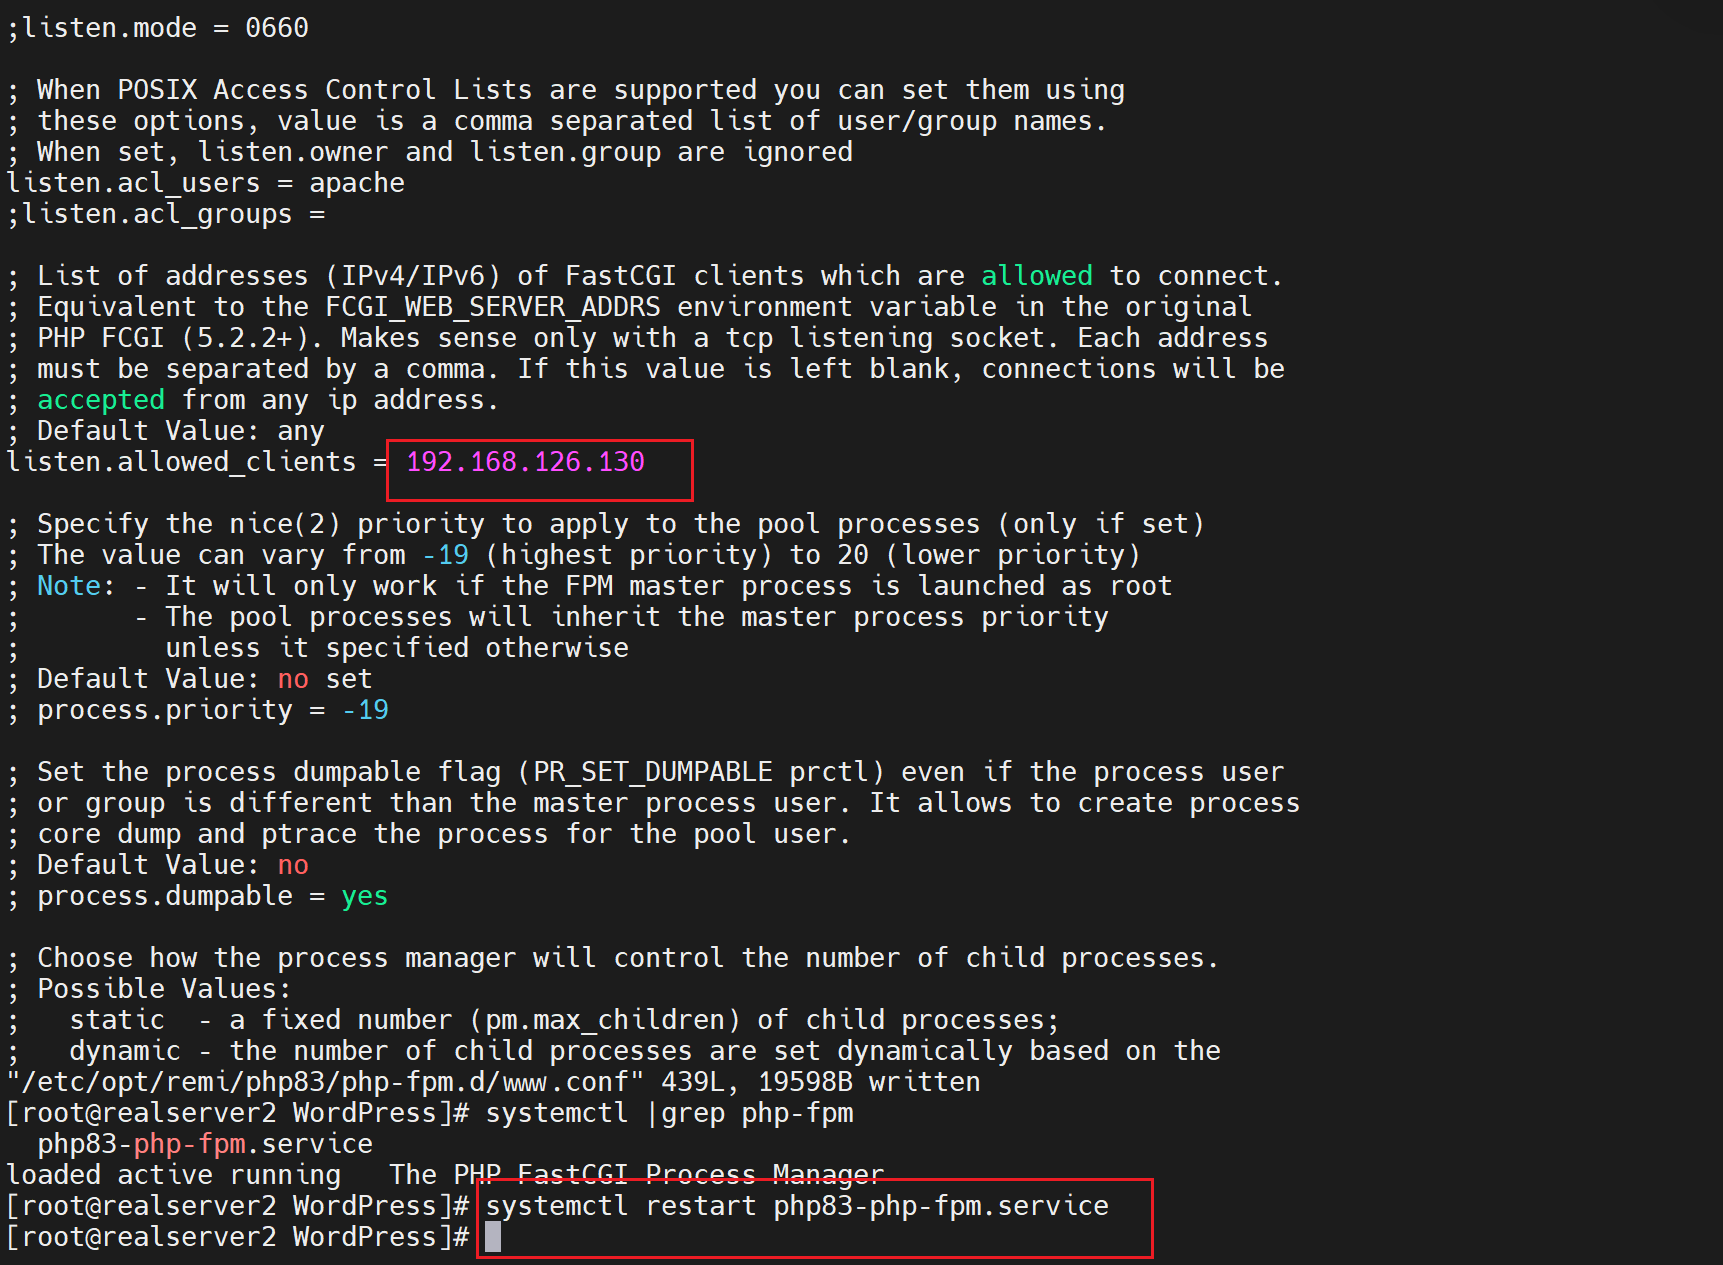 ;listen.mode = 0660
; When POSIX Access Control Lists are supported you can set them using
; these options, value is a comma separated list of user/group names.
; When set, listen.owner and listen.group are ignored
listen.acl_users = apache
;listen.acl_groups =
; List of addresses (IPv4/IPv6) of FastCGI clients which are allowed to connect.
; Equivalent to the FCGI_WEB_SERVER_ADDRS environment variable in the original
; PHP FCGI (5.2.2+). Makes sense only with a tcp listening socket. Each address
; must be separated by a comma. If this value is left blank, connections will be
; accepted from any ip address.
; Default Value: any
listen.allowed_clients = 192.168.126.130
; Specify the nice(2) priority to apply to the pool processes (only if set)
; The value can vary from -19 (highest priority) to 20 (lower priority)
; Note: - It will only work if the FPM master process is launched as root
;       - The pool processes will inherit the master process priority
;         unless it specified otherwise
; Default Value: no set
; process.priority = -19
; Set the process dumpable flag (PR_SET_DUMPABLE prctl) even if the process user
; or group is different than the master process user. It allows to create process
; core dump and ptrace the process for the pool user.
; Default Value: no
; process.dumpable = yes
; Choose how the process manager will control the number of child processes.
; Possible Values:
;   static  - a fixed number (pm.max_children) of child processes;
;   dynamic - the number of child processes are set dynamically based on the
"/etc/opt/remi/php83/php-fpm.d/www.conf" 439L, 19598B written
[root@realserver2 WordPress]# systemctl |grep php-fpm
  php83-php-fpm.service
loaded active running   The PHP FastCGI Process Manager
[root@realserver2 WordPress]# systemctl restart php83-php-fpm.service
[root@realserver2 WordPress]#